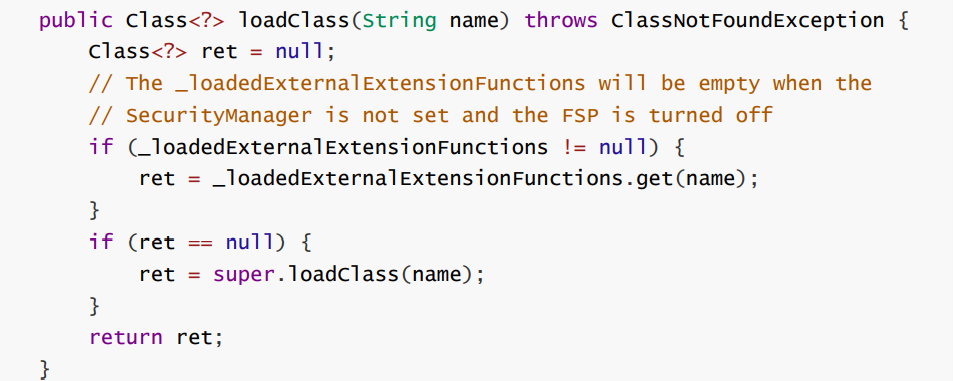 public Class<?> loadClass(String name) throws ClassNotFoundException {
    Class<?> ret = null;
    // The _loadedExternalExtensionFunctions will be empty when the
    // SecurityManager is not set and the FSP is turned off
    if (_loadedExternalExtensionFunctions != null) {
        ret = _loadedExternalExtensionFunctions.get(name);
    }
    if (ret == null) {
        ret = super.loadClass(name);
    }
    return ret;
}